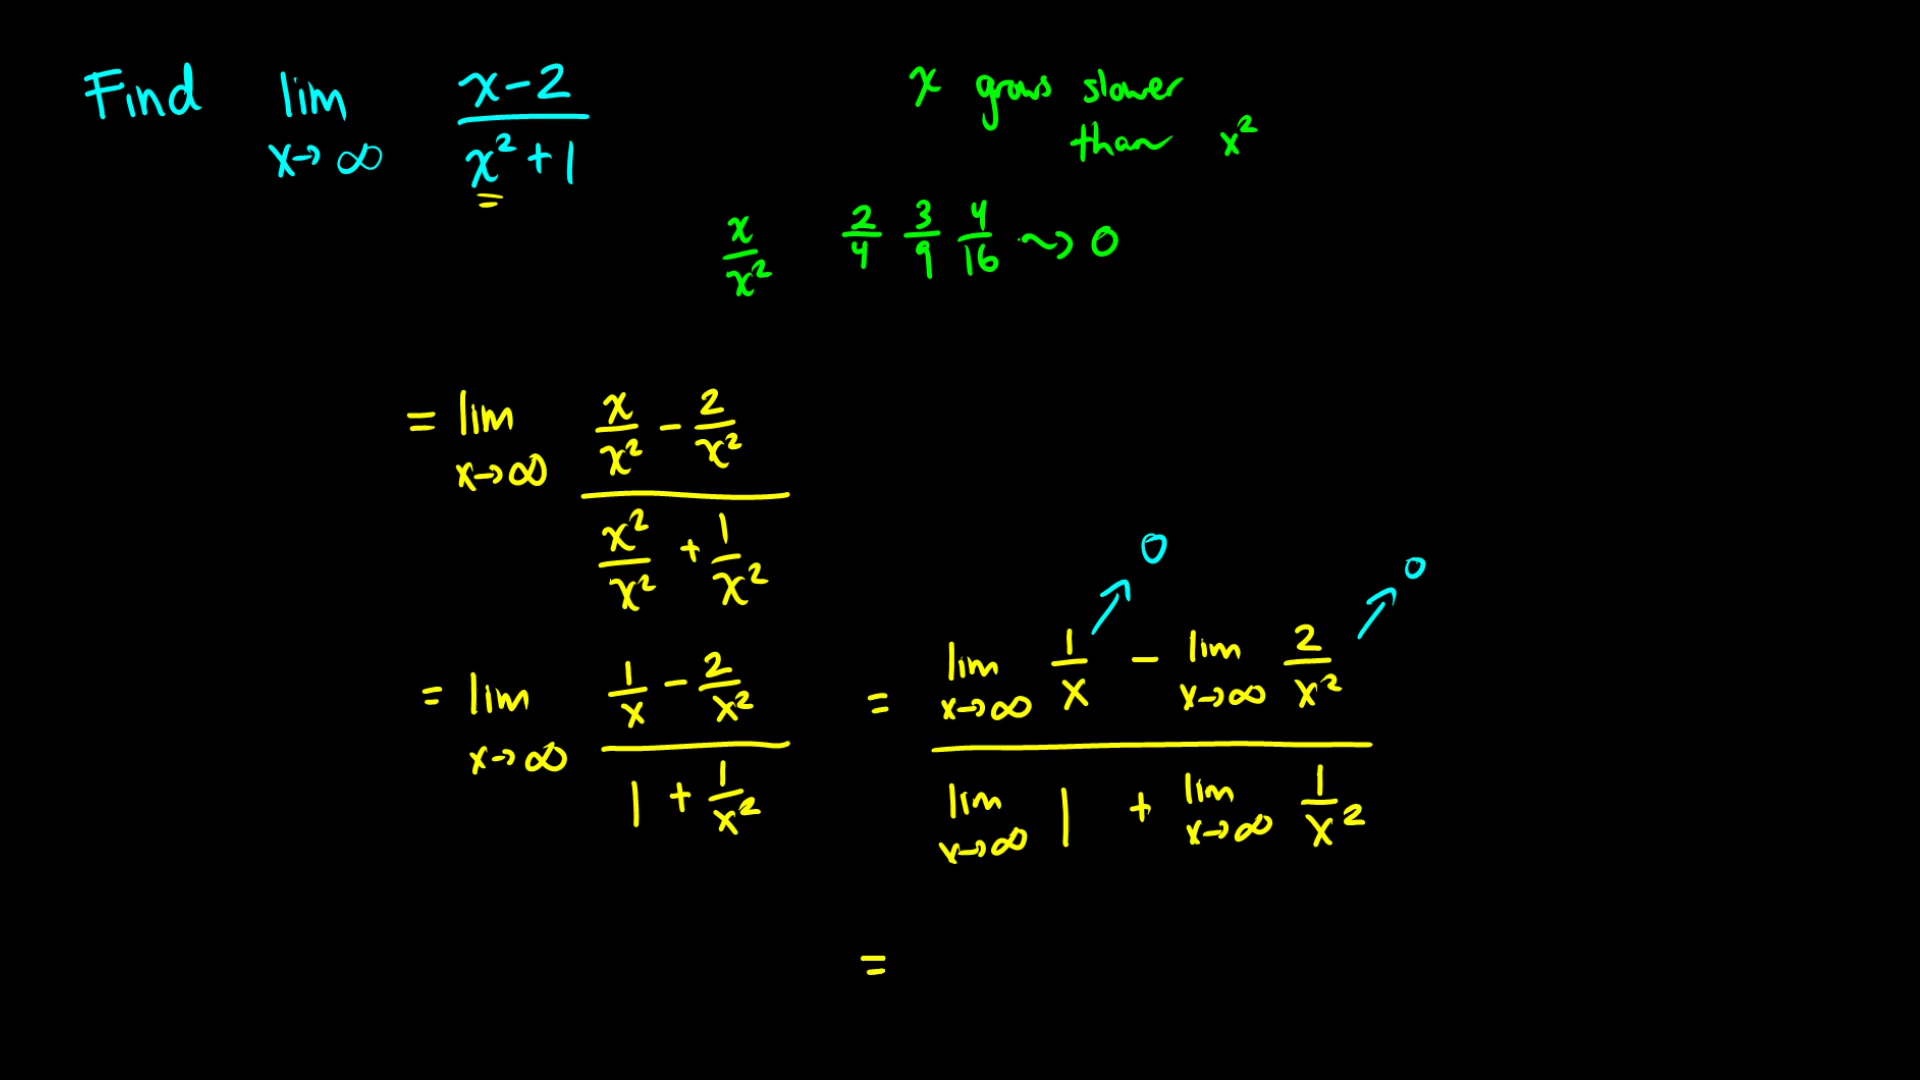 Find lim x→∞ (x-2)/(x²+1)
x grows slower
than x²
x/x² 2/4 3/9 4/16 ⤳ 0
= lim x→∞ (x/x² - 2/x²)/(x²/x² + 1/x²)
0 0
= lim x→∞ (1/x - 2/x²)/(1 + 1/x²) = (lim x→∞ 1/x - lim x→∞ 2/x²)/(lim x→∞ 1 + lim x→∞ 1/x²)
=